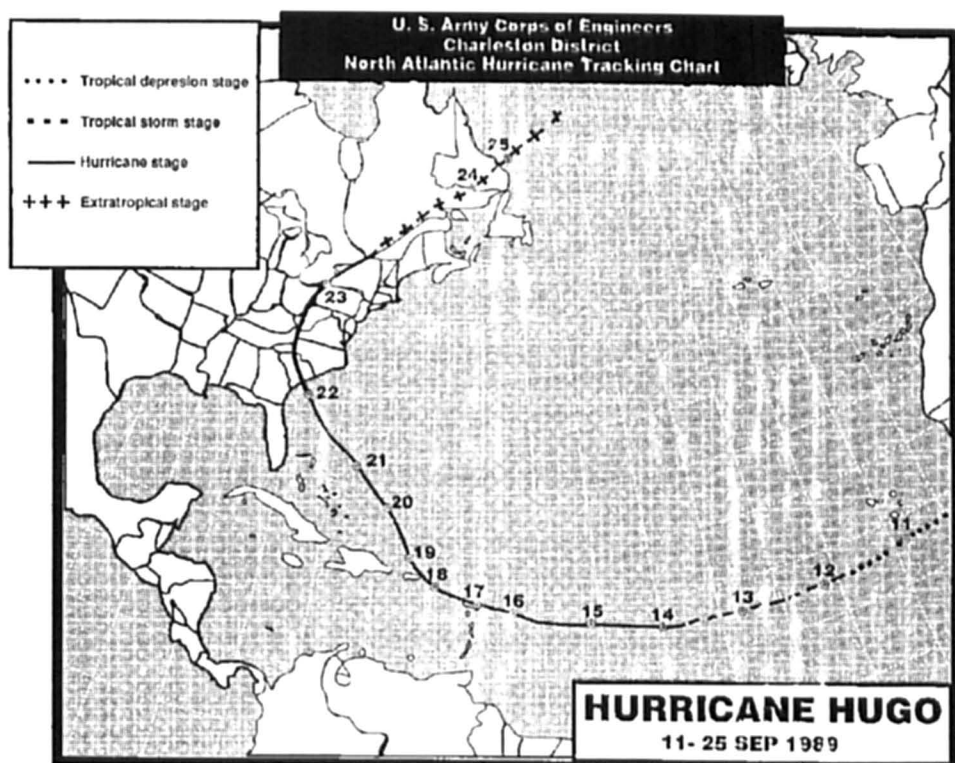 U. S. Army Corps of Engineers
Charleston District
North Atlantic Hurricane Tracking Chart
Tropical depresion stage
Tropical storm stage
Hurricane stage
+++ Extratropical stage
25
24
23
22
21
20
19
18
17
16
15
14
13
12
11
HURRICANE HUGO
11- 25 SEP 1989